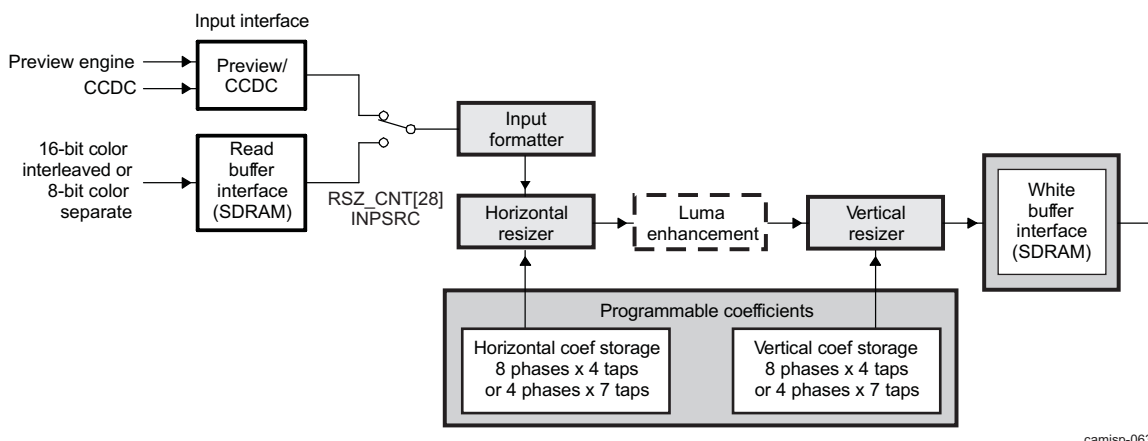 Input interface
Preview engine
CCDC
Preview/
CCDC
16-bit color
interleaved or
8-bit color
separate
Read
buffer
interface
(SDRAM)
RSZ_CNT[28]
INPSRC
Input
formatter
Horizontal
resizer
Luma
enhancement
Vertical
resizer
White
buffer
interface
(SDRAM)
Programmable coefficients
Horizontal coef storage
8 phases x 4 taps
or 4 phases x 7 taps
Vertical coef storage
8 phases x 4 taps
or 4 phases x 7 taps